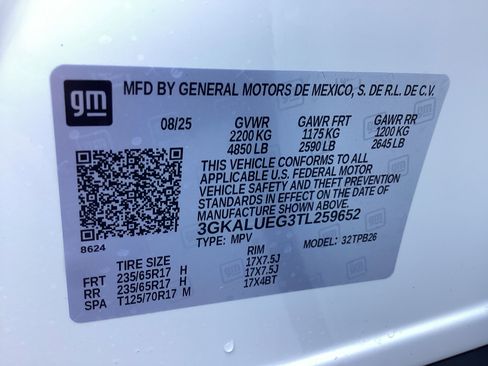 gm
MFD BY GENERAL MOTORS DE MEXICO, S. DE R.L. DE C.V.
08/25 GVWR GAWR FRT GAWR RR
2200 KG 1175 KG 1200 KG
4850 LB 2590 LB 2645 LB
THIS VEHICLE CONFORMS TO ALL
APPLICABLE U.S. FEDERAL MOTOR
VEHICLE SAFETY AND THEFT PREVENTION
STANDARDS IN EFFECT ON THE DATE OF
MANUFACTURE SHOWN ABOVE.
3GKALUEG3TL259652
8624
TYPE: MPV MODEL: 32TPB26
TIRE SIZE RIM
FRT 235/65R17 H 17X7.5J
RR 235/65R17 H 17X7.5J
SPA T125/70R17 M 17X4BT